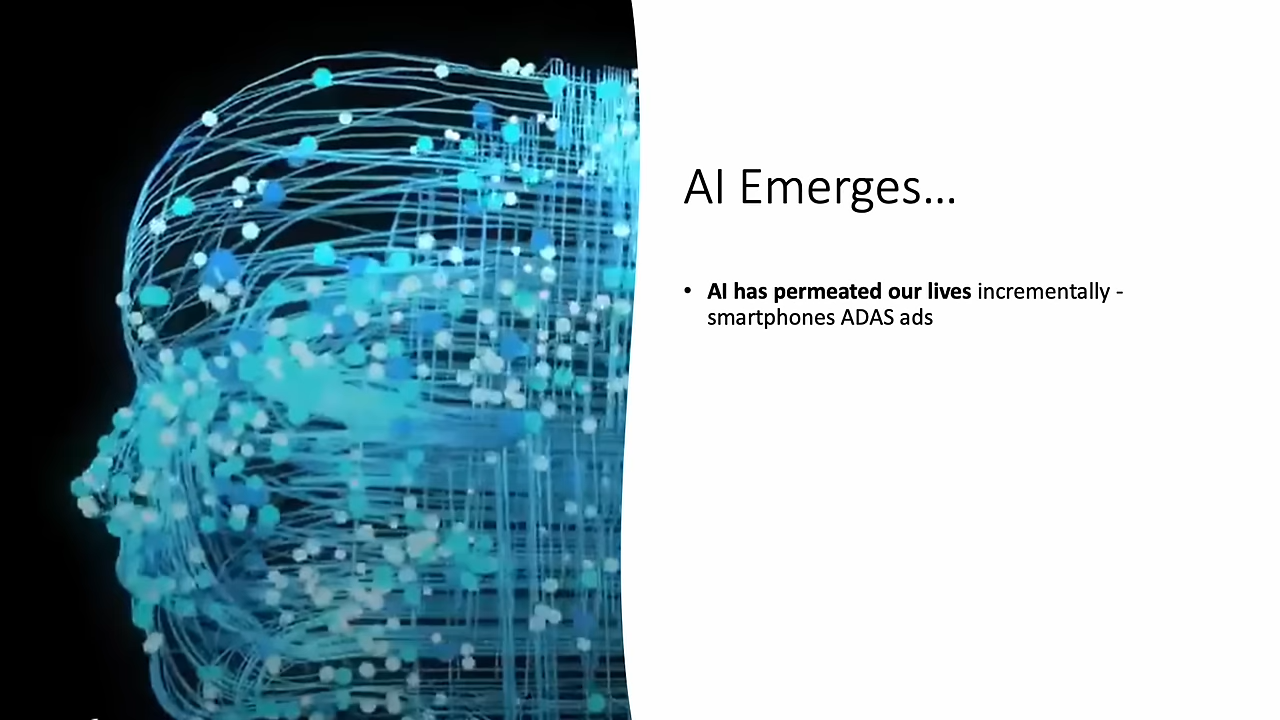 AI Emerges...
• AI has permeated our lives incrementally -
smartphones ADAS ads